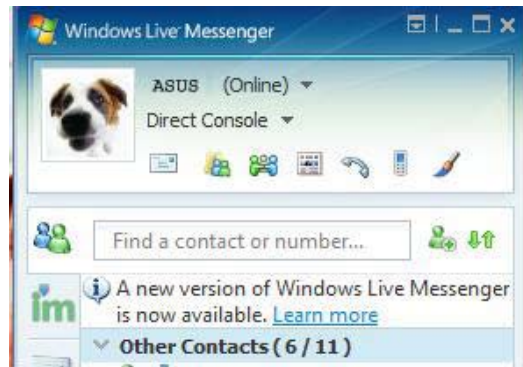 Windows Live Messenger
ASUS (Online)
Direct Console
Find a contact or number...
im
A new version of Windows Live Messenger
is now available. Learn more
Other Contacts ( 6 / 11 )